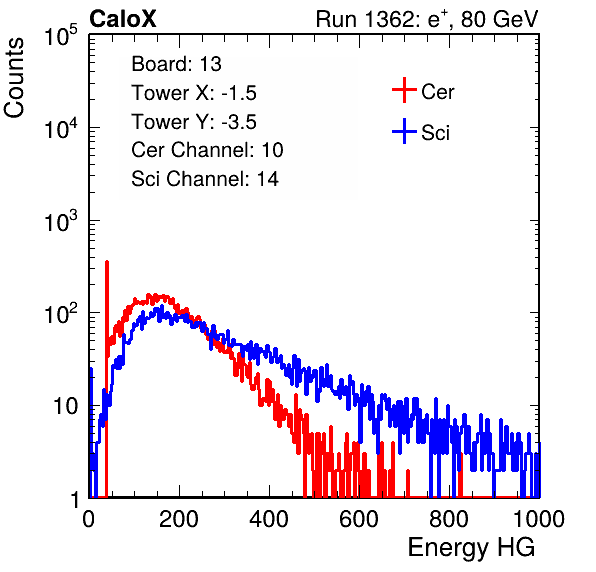 CaloX Run 1362: e⁺, 80 GeV
Board: 13
Tower X: -1.5
Tower Y: -3.5
Cer Channel: 10
Sci Channel: 14
Cer
Sci
Counts
10⁵
10⁴
10³
10²
10
1
0 200 400 600 800 1000
Energy HG